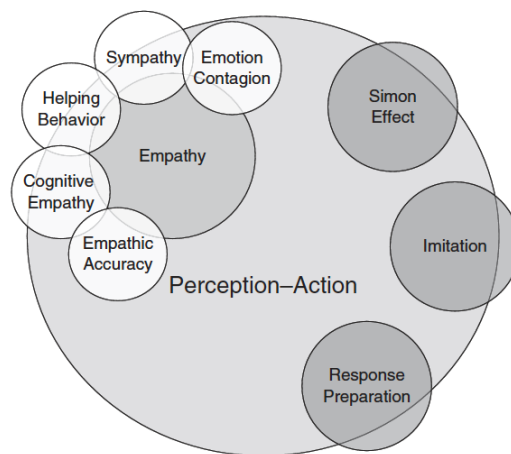 Sympathy
Emotion
Contagion
Helping
Behavior
Simon
Effect
Empathy
Cognitive
Empathy
Empathic
Accuracy
Imitation
Perception–Action
Response
Preparation